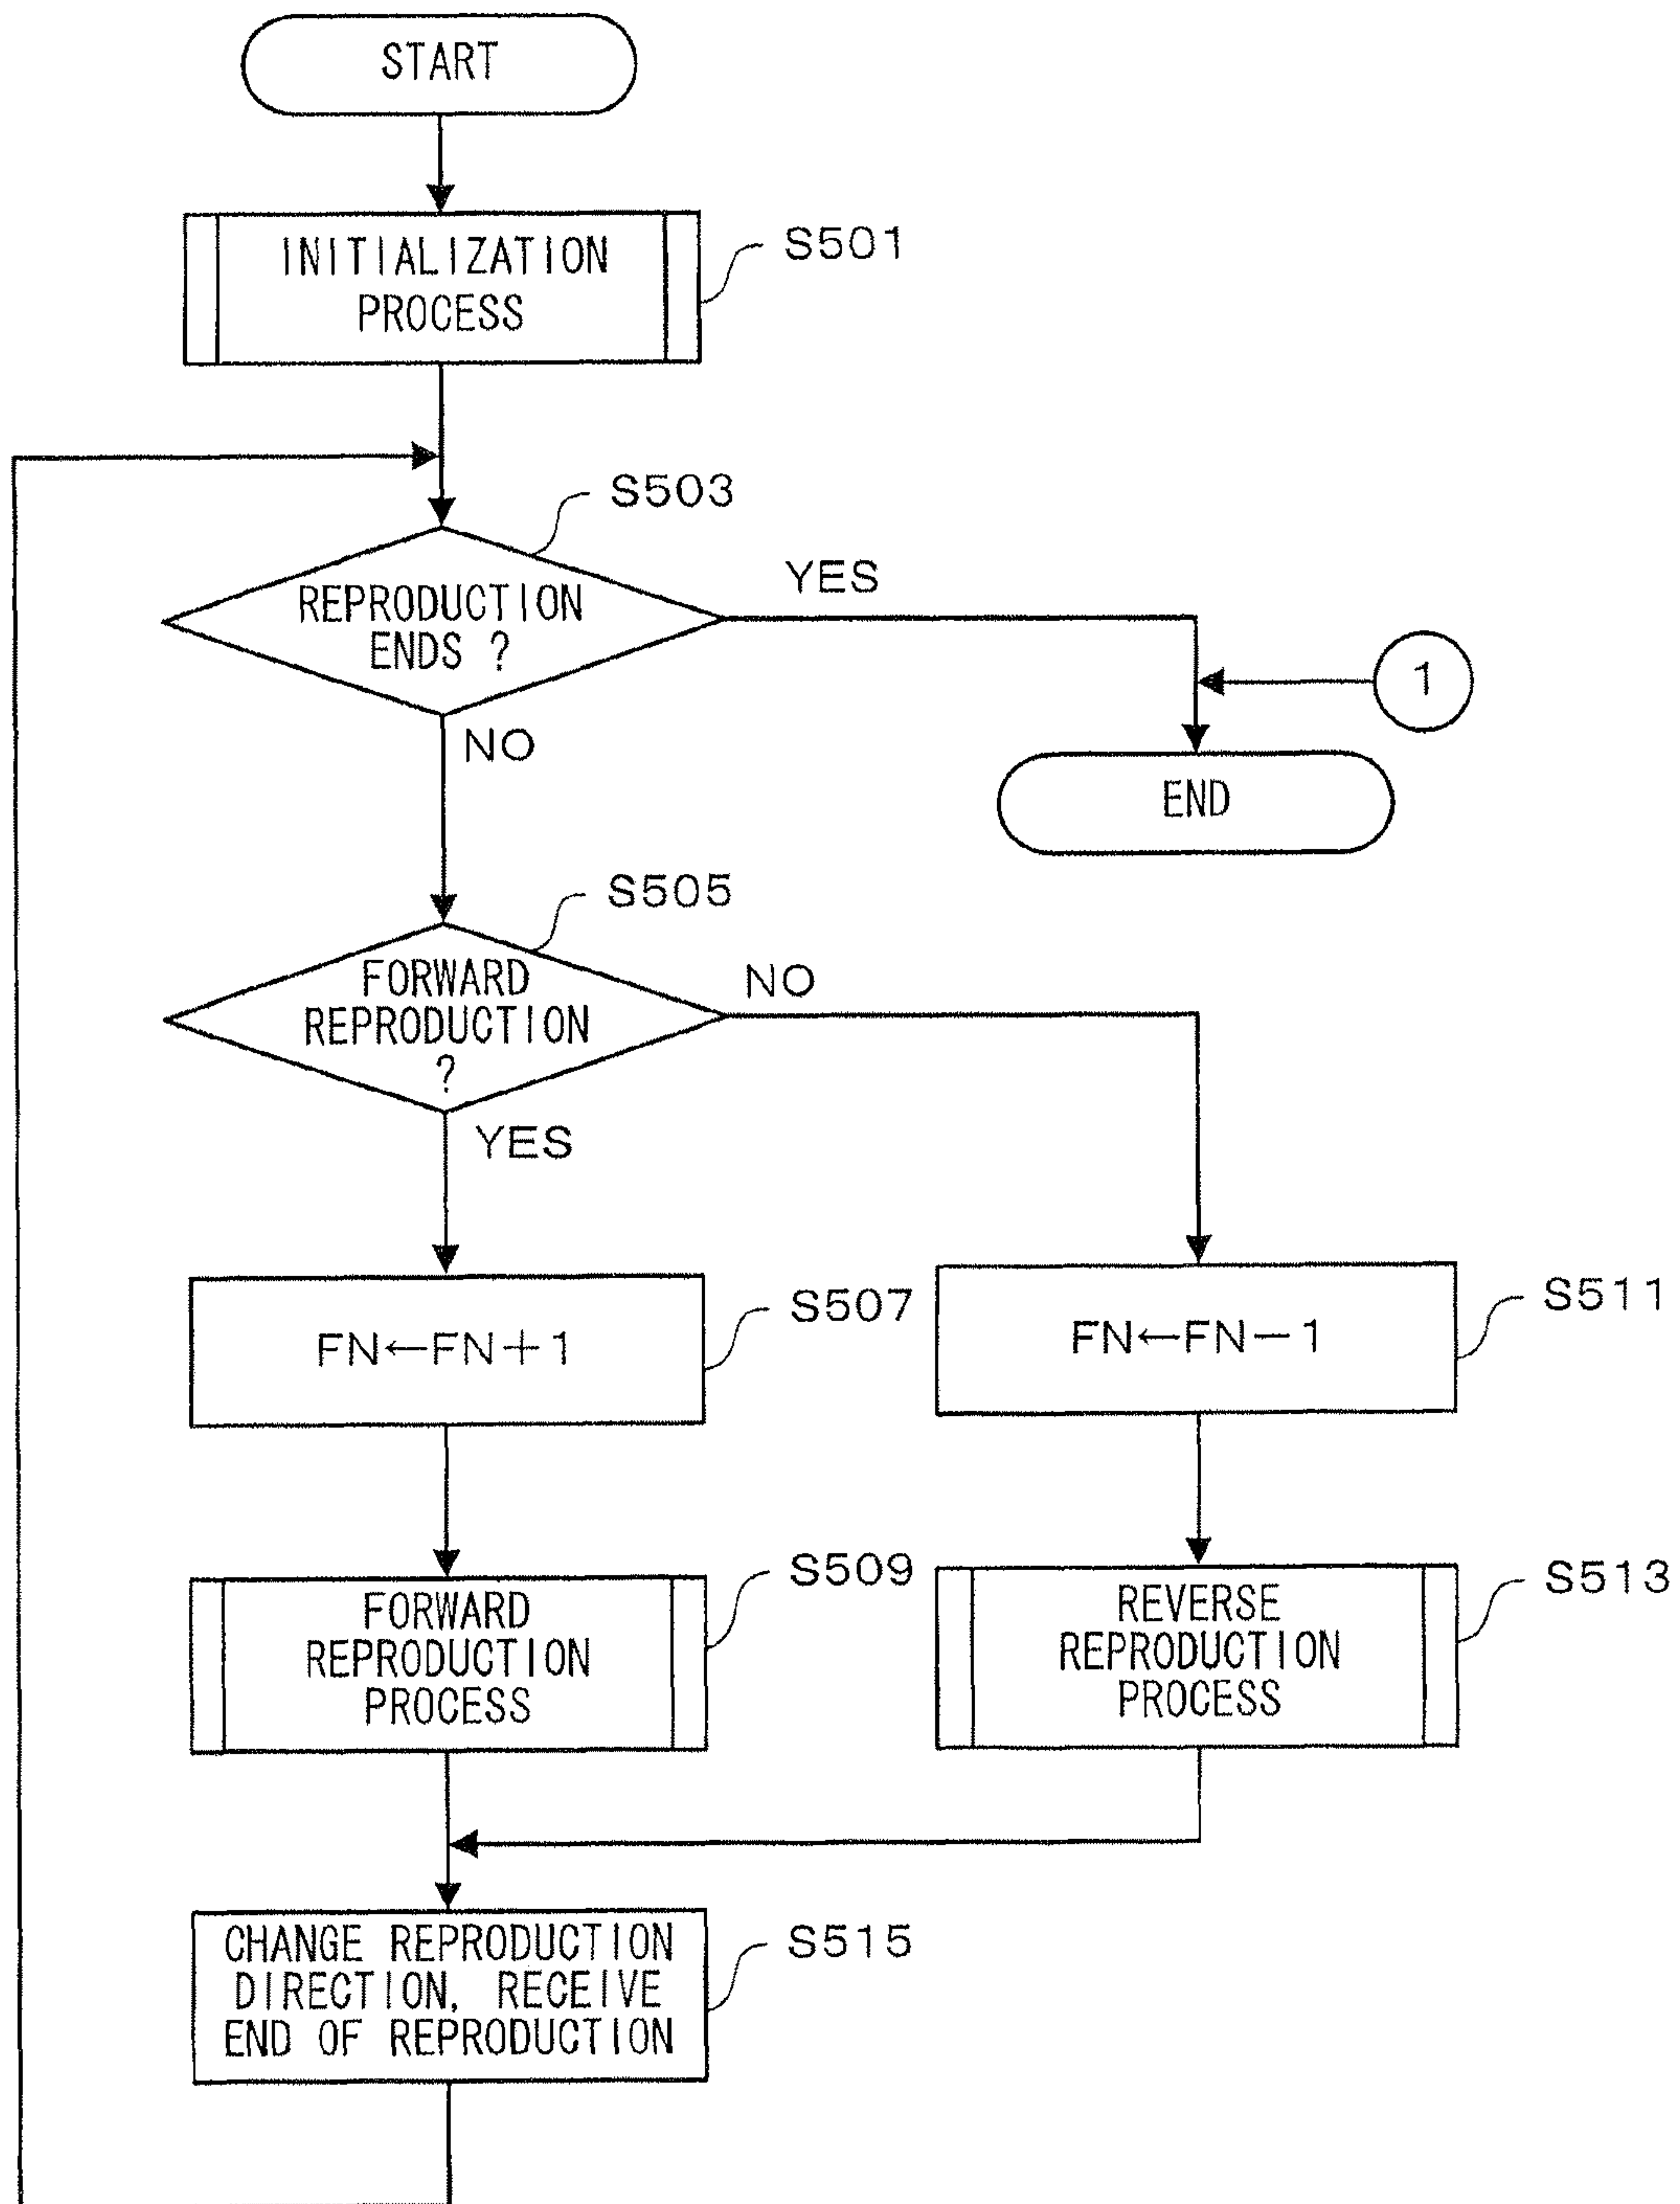 START
INITIALIZATION
PROCESS
S501
S503
REPRODUCTION
ENDS ?
YES
NO
1
END
S505
FORWARD
REPRODUCTION
?
NO
YES
FN←FN+1
S507
FN←FN−1
S511
FORWARD
REPRODUCTION
PROCESS
S509
REVERSE
REPRODUCTION
PROCESS
S513
CHANGE REPRODUCTION
DIRECTION, RECEIVE
END OF REPRODUCTION
S515